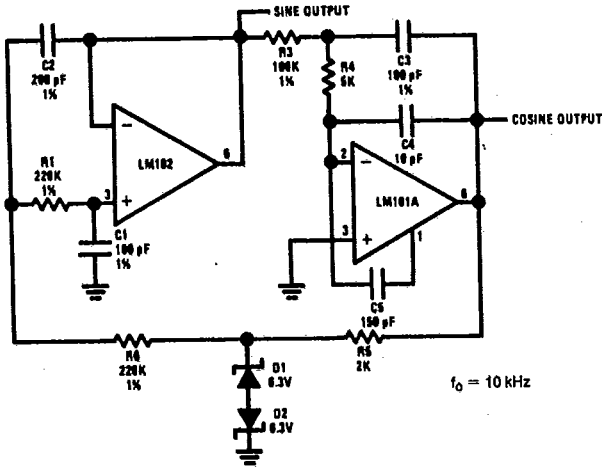 SINE OUTPUT
C2
200 pF
1%
R3
160K
1%
R4
5K
C3
100 pF
1%
COSINE OUTPUT
C4
10 pF
−
LM102
6
R1
220K
1%
3
+
C1
100 pF
1%
2
−
LM101A
6
3
+
1
C5
150 pF
R6
220K
1%
R5
2K
D1
6.3V
D2
6.3V
f₀ = 10 kHz